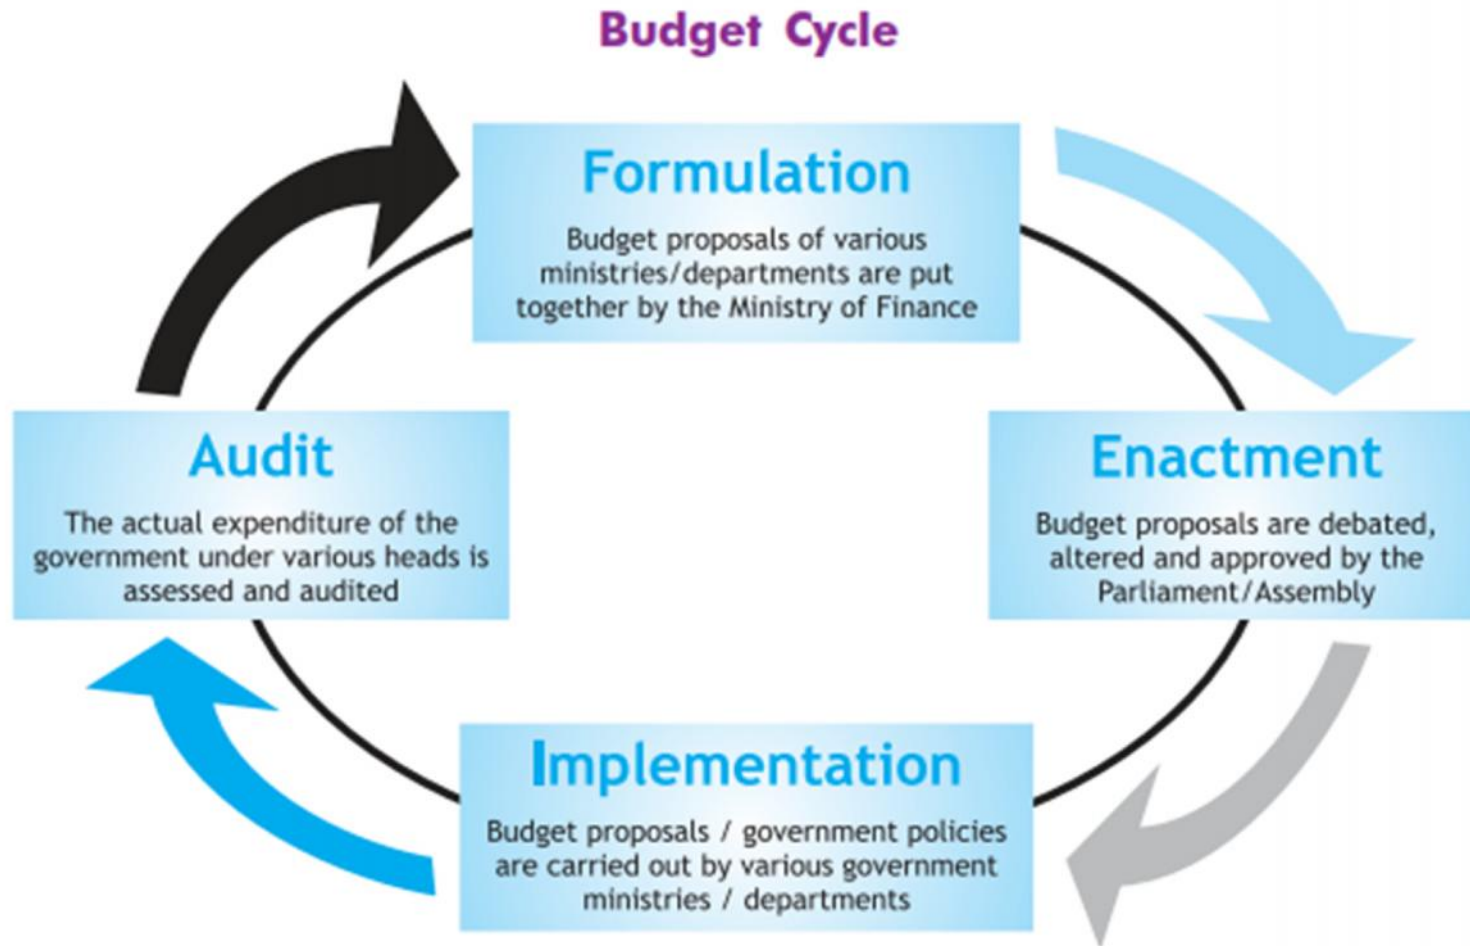 Budget Cycle
Formulation
Budget proposals of various
ministries/departments are put
together by the Ministry of Finance
Enactment
Budget proposals are debated,
altered and approved by the
Parliament/Assembly
Implementation
Budget proposals / government policies
are carried out by various government
ministries / departments
Audit
The actual expenditure of the
government under various heads is
assessed and audited